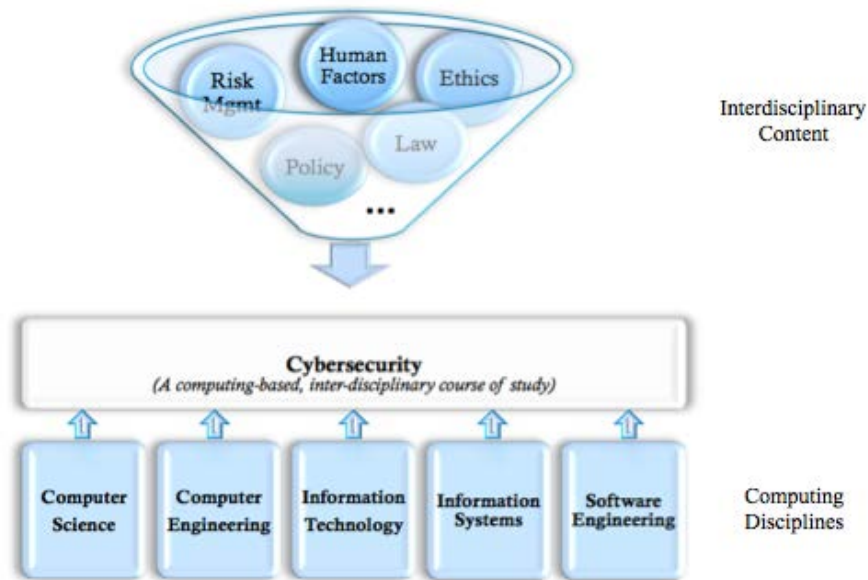 Human
Factors
Risk
Mgmt
Ethics
Law
Policy
...
Interdisciplinary
Content
Cybersecurity
(A computing-based, inter-disciplinary course of study)
Computer
Science
Computer
Engineering
Information
Technology
Information
Systems
Software
Engineering
Computing
Disciplines